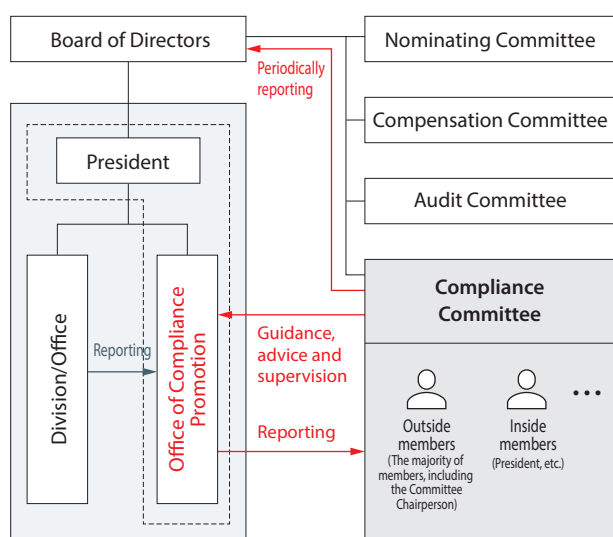 Board of Directors
Nominating Committee
Periodically
reporting
Compensation Committee
President
Audit Committee
Compliance
Committee
Division/Office
Reporting
Office of Compliance
Promotion
Guidance,
advice and
supervision
Reporting
Outside
members
(The majority of
members, including
the Committee
Chairperson)
Inside
members
(President, etc.)